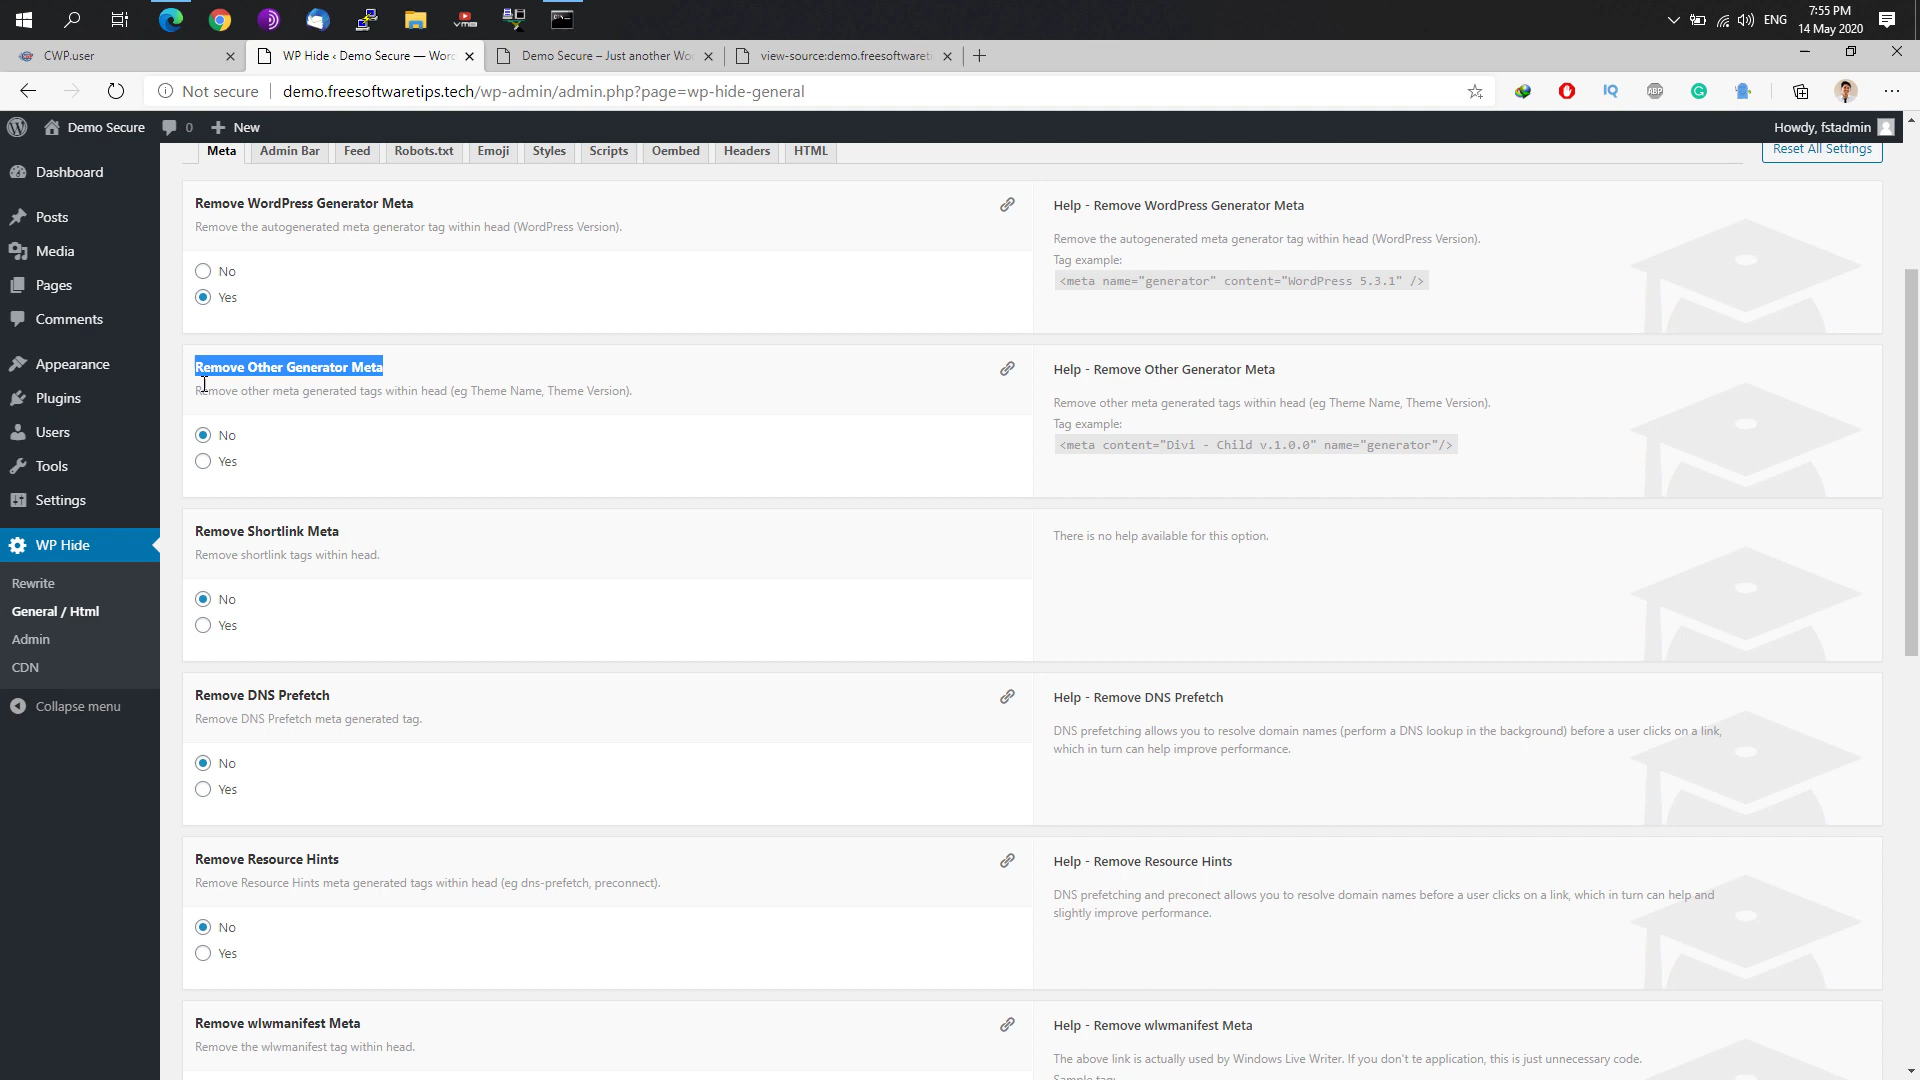 7:55 PM
ENG
14 May 2020
CWP.user
WP Hide ‹ Demo Secure — Worc
Demo Secure – Just another Wo
view-source:demo.freesoftwareti
Not secure
demo.freesoftwaretips.tech/wp-admin/admin.php?page=wp-hide-general
Demo Secure
0
New
Howdy, fstadmin
Dashboard
Posts
Media
Pages
Comments
Appearance
Plugins
Users
Tools
Settings
WP Hide
Rewrite
General / Html
Admin
CDN
Collapse menu
Meta
Admin Bar
Feed
Robots.txt
Emoji
Styles
Scripts
Oembed
Headers
HTML
Reset All Settings
Remove WordPress Generator Meta
Remove the autogenerated meta generator tag within head (WordPress Version).
No
Yes
Help - Remove WordPress Generator Meta
Remove the autogenerated meta generator tag within head (WordPress Version).
Tag example:
<meta name="generator" content="WordPress 5.3.1" />
Remove Other Generator Meta
Remove other meta generated tags within head (eg Theme Name, Theme Version).
No
Yes
Help - Remove Other Generator Meta
Remove other meta generated tags within head (eg Theme Name, Theme Version).
Tag example:
<meta content="Divi - Child v.1.0.0" name="generator"/>
Remove Shortlink Meta
Remove shortlink tags within head.
No
Yes
There is no help available for this option.
Remove DNS Prefetch
Remove DNS Prefetch meta generated tag.
No
Yes
Help - Remove DNS Prefetch
DNS prefetching allows you to resolve domain names (perform a DNS lookup in the background) before a user clicks on a link,
which in turn can help improve performance.
Remove Resource Hints
Remove Resource Hints meta generated tags within head (eg dns-prefetch, preconnect).
No
Yes
Help - Remove Resource Hints
DNS prefetching and preconect allows you to resolve domain names before a user clicks on a link, which in turn can help and
slightly improve performance.
Remove wlwmanifest Meta
Remove the wlwmanifest tag within head.
Help - Remove wlwmanifest Meta
The above link is actually used by Windows Live Writer. If you don't te application, this is just unnecessary code.
Sample tag: